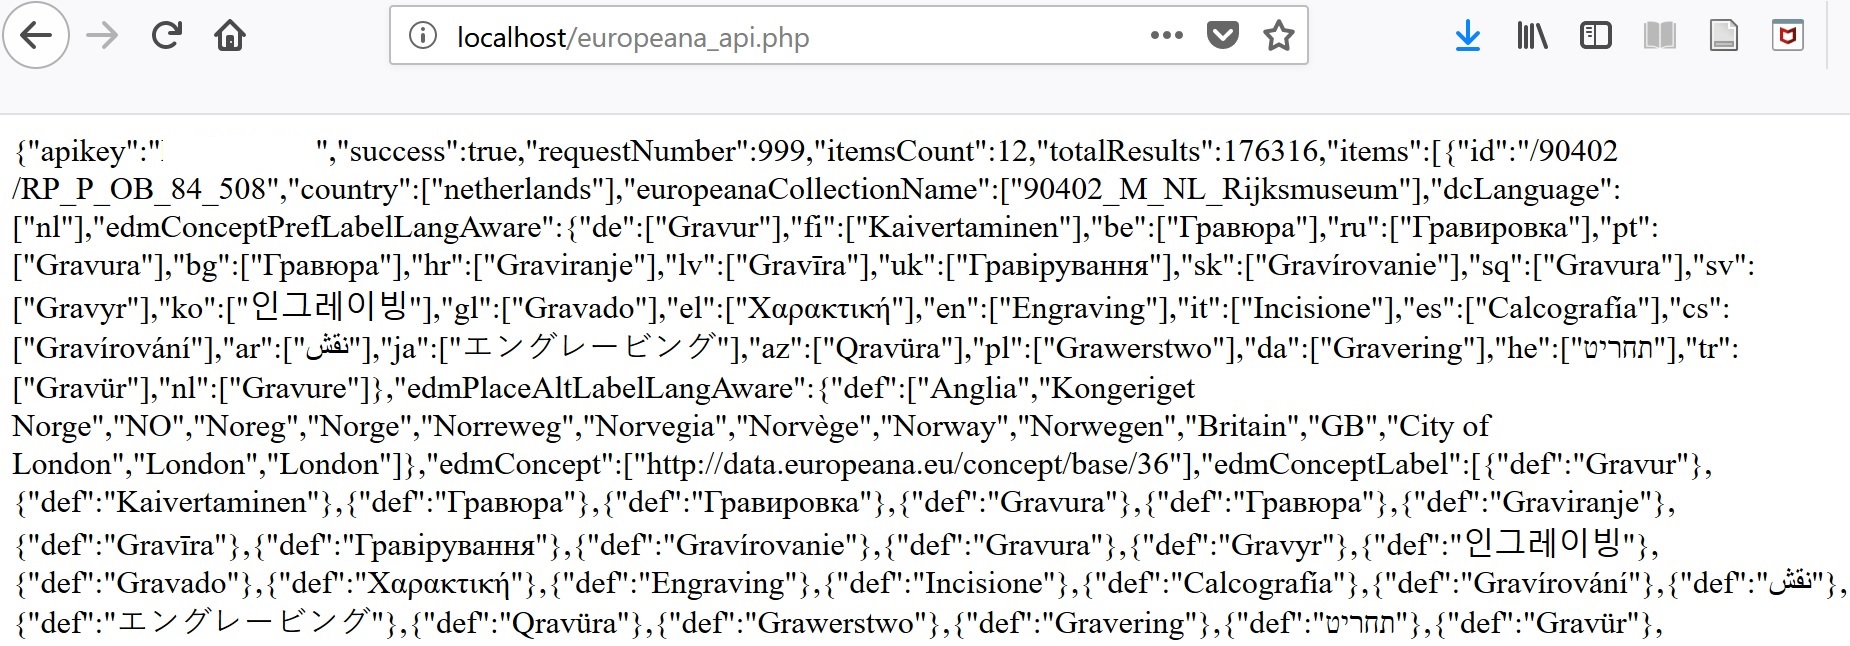 localhost/europeana_api.php
{"apikey":" ","success":true,"requestNumber":999,"itemsCount":12,"totalResults":176316,"items":[{"id":"/90402
/RP_P_OB_84_508","country":["netherlands"],"europeanaCollectionName":["90402_M_NL_Rijksmuseum"],"dcLanguage":
["nl"],"edmConceptPrefLabelLangAware":{"de":["Gravur"],"fi":["Kaivertaminen"],"be":["Гравюра"],"ru":["Гравировка"],"pt":
["Gravura"],"bg":["Гравюра"],"hr":["Graviranje"],"lv":["Gravīra"],"uk":["Гравірування"],"sk":["Gravírovanie"],"sq":["Gravura"],"sv":
["Gravyr"],"ko":["인그레이빙"],"gl":["Gravado"],"el":["Χαρακτική"],"en":["Engraving"],"it":["Incisione"],"es":["Calcografía"],"cs":
["Gravírování"],"ar":["نقش"],"ja":["エングレービング"],"az":["Qravüra"],"pl":["Grawerstwo"],"da":["Gravering"],"he":["תחריט"],"tr":
["Gravür"],"nl":["Gravure"]},"edmPlaceAltLabelLangAware":{"def":["Anglia","Kongeriget
Norge","NO","Noreg","Norge","Norreweg","Norvegia","Norvège","Norway","Norwegen","Britain","GB","City of
London","London","London"]},"edmConcept":["http://data.europeana.eu/concept/base/36"],"edmConceptLabel":[{"def":"Gravur"},
{"def":"Kaivertaminen"},{"def":"Гравюра"},{"def":"Гравировка"},{"def":"Gravura"},{"def":"Гравюра"},{"def":"Graviranje"},
{"def":"Gravīra"},{"def":"Гравірування"},{"def":"Gravírovanie"},{"def":"Gravura"},{"def":"Gravyr"},{"def":"인그레이빙"},
{"def":"Gravado"},{"def":"Χαρακτική"},{"def":"Engraving"},{"def":"Incisione"},{"def":"Calcografía"},{"def":"Gravírování"},{"def":"نقش"},
{"def":"エングレービング"},{"def":"Qravüra"},{"def":"Grawerstwo"},{"def":"Gravering"},{"def":"תחריט"},{"def":"Gravür"},